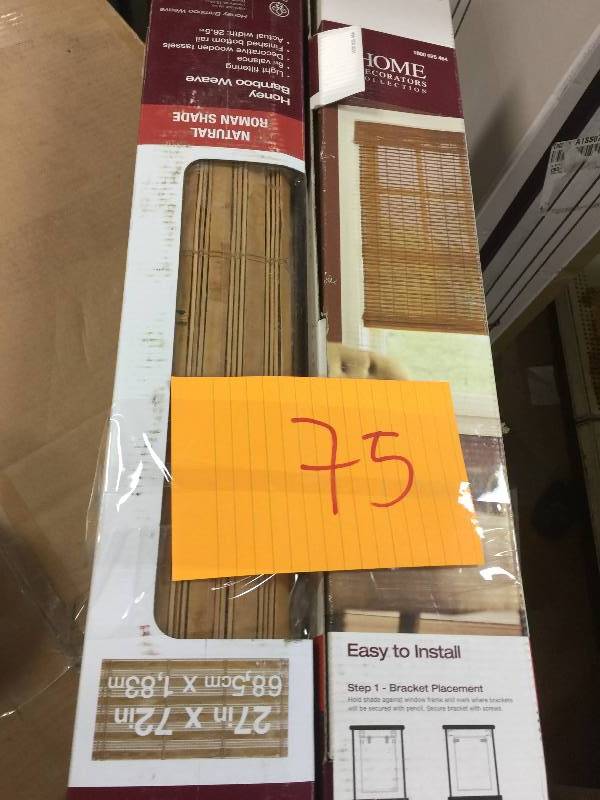 Honey Bamboo Weave
• Actual width: 26.5in
• Finished bottom rail
• Decorative wooden tassels
• 6in valance
• Light filtering
Honey
Bamboo Weave
NATURAL
ROMAN SHADE
27in X 72in
68,5cm X 1,83m
HOME
DECORATORS
COLLECTION
75
Easy to Install
Step 1 - Bracket Placement
Hold shade against window frame and mark where brackets
will be secured with pencil. Secure bracket with screws.